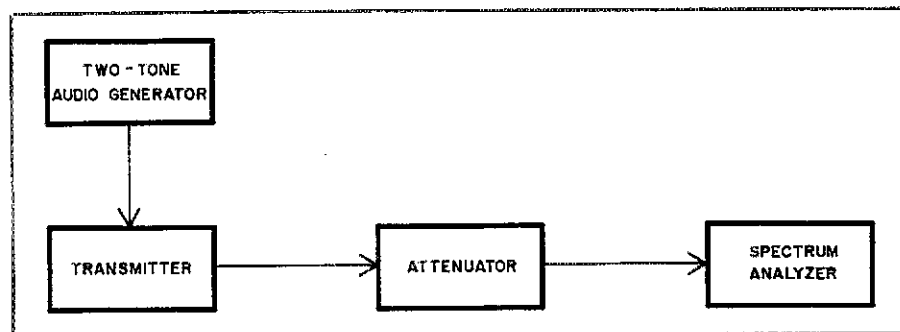 TWO-TONE
AUDIO GENERATOR
TRANSMITTER
ATTENUATOR
SPECTRUM
ANALYZER